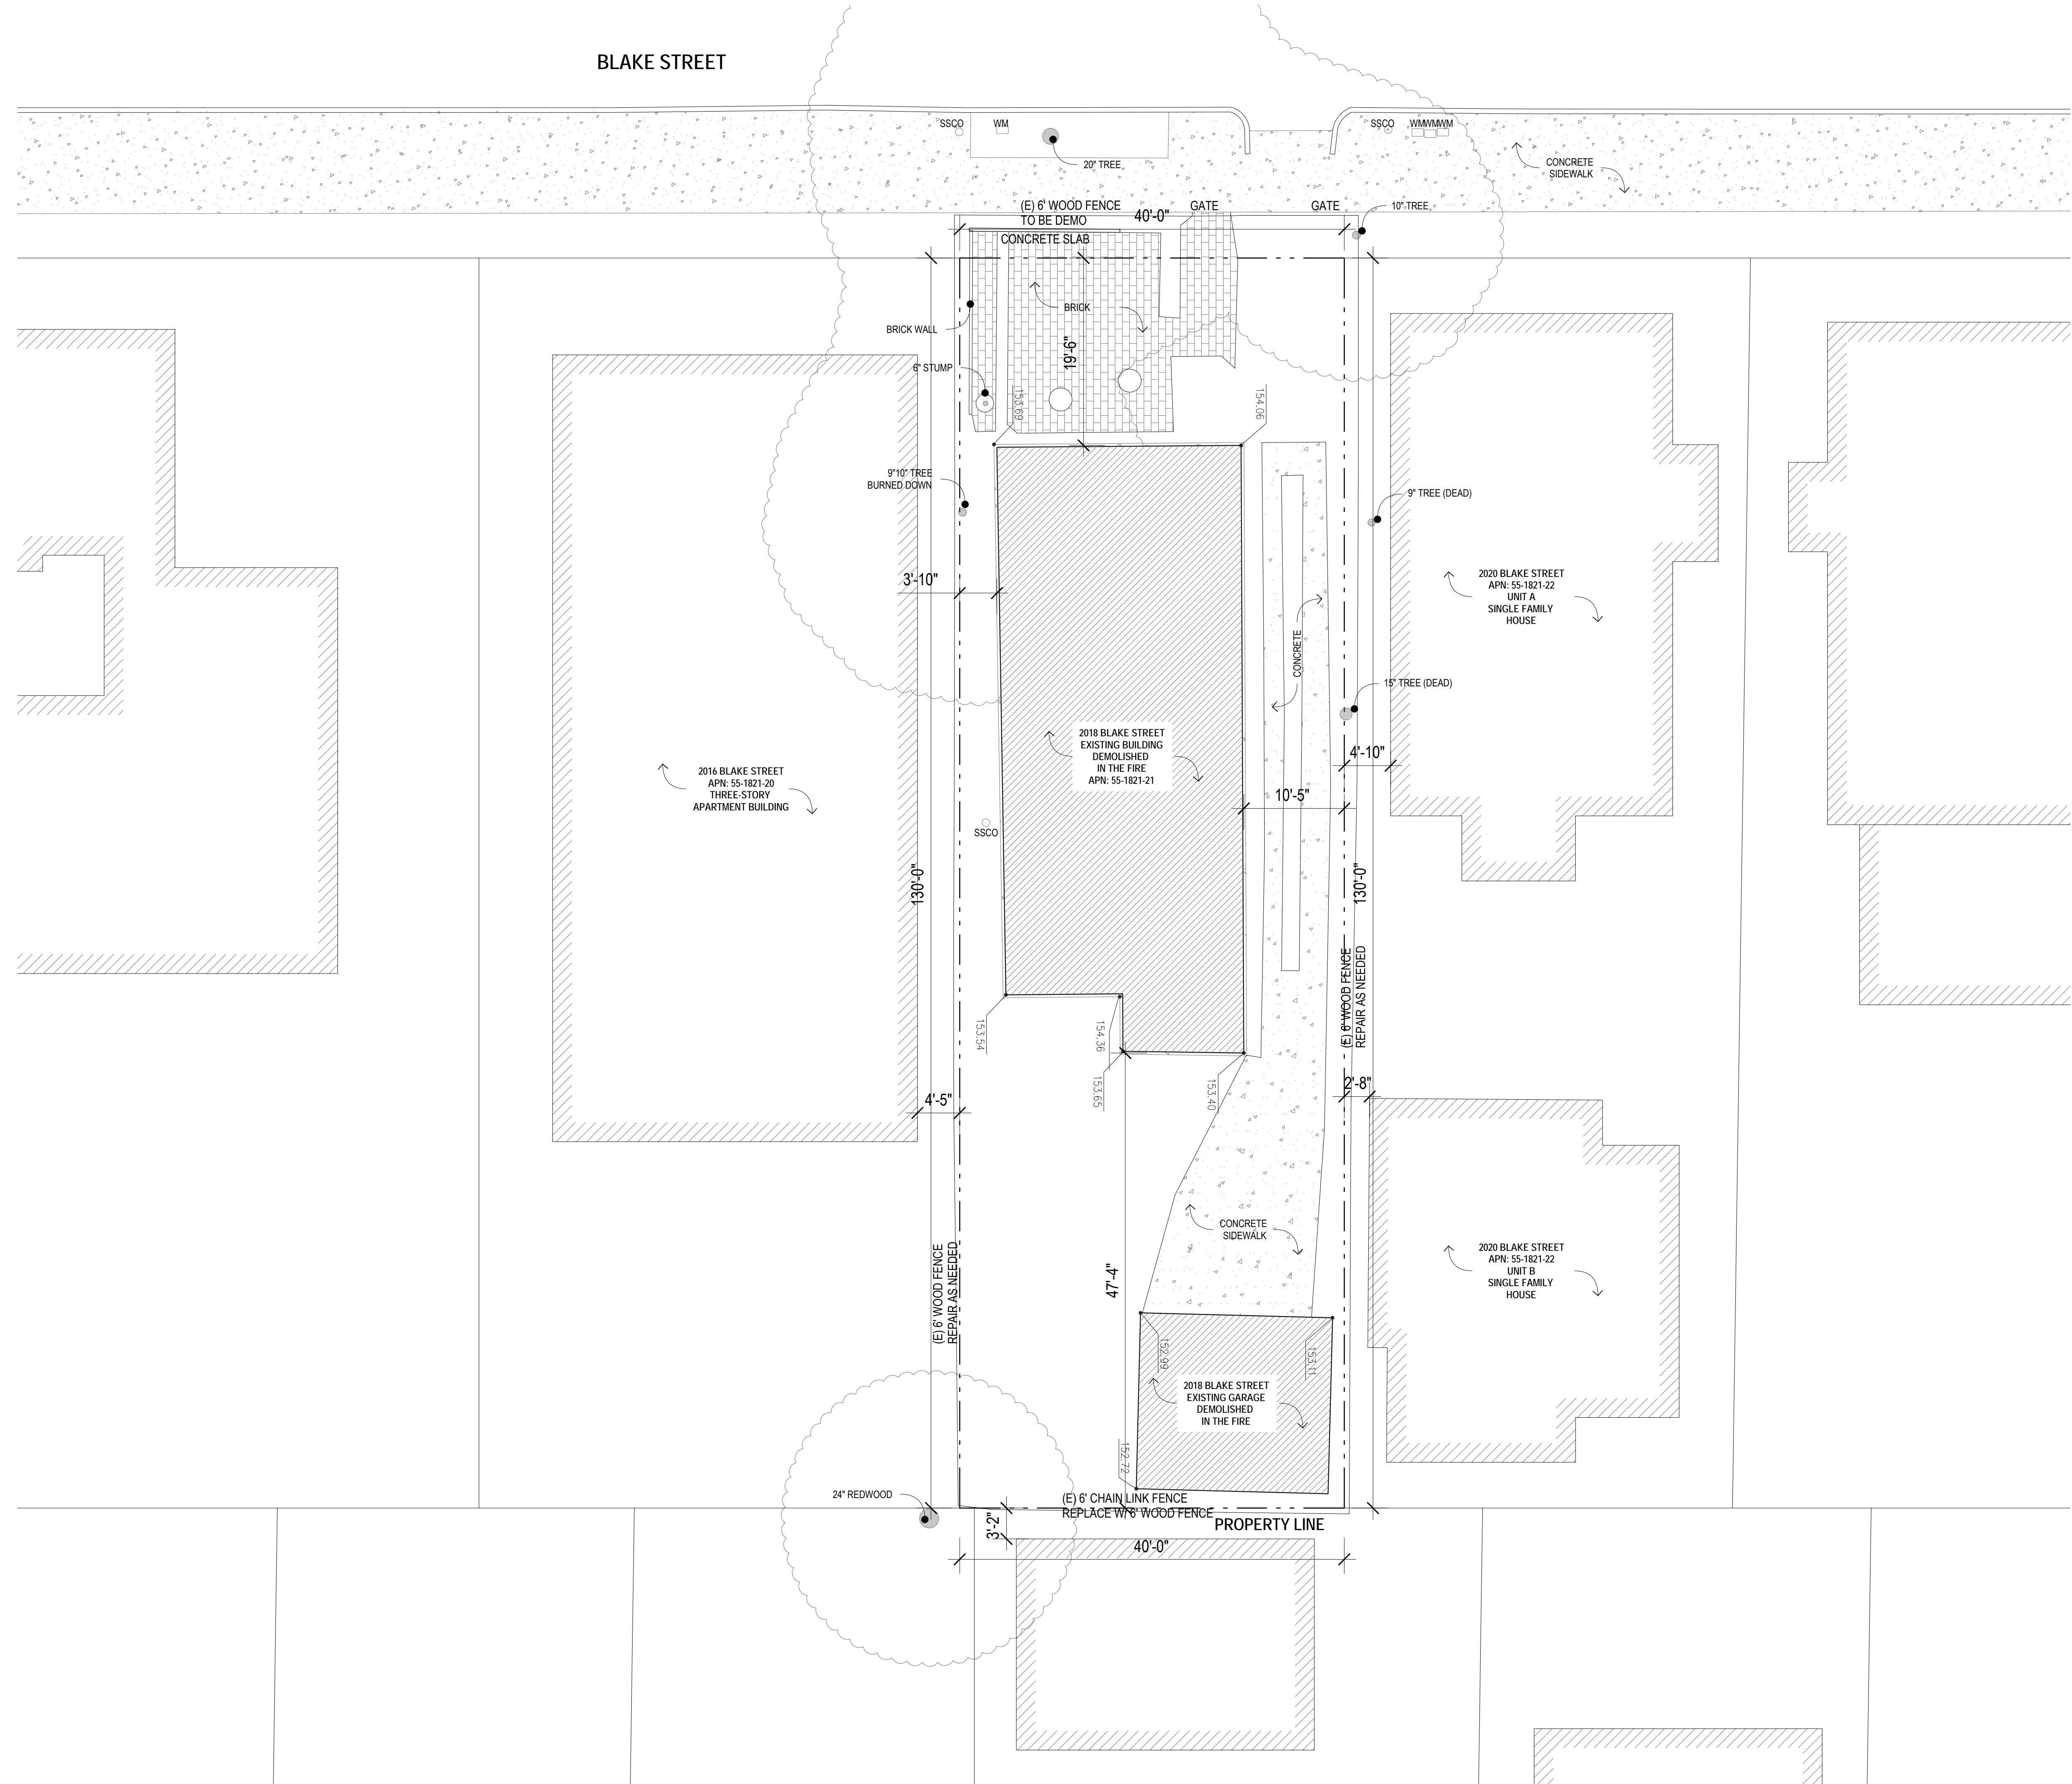 BLAKE STREET
SSCO
WM
20" TREE
SSCO
WMWMWM
CONCRETE
SIDEWALK
(E) 6' WOOD FENCE
TO BE DEMO
40'-0"
GATE
GATE
10" TREE
CONCRETE SLAB
BRICK
BRICK WALL
19'-6"
6" STUMP
153.69
154.06
9"10" TREE
BURNED DOWN
9" TREE (DEAD)
3'-10"
2020 BLAKE STREET
APN: 55-1821-22
UNIT A
SINGLE FAMILY
HOUSE
CONCRETE
15" TREE (DEAD)
2018 BLAKE STREET
EXISTING BUILDING
DEMOLISHED
IN THE FIRE
APN: 55-1821-21
4'-10"
2016 BLAKE STREET
APN: 55-1821-20
THREE-STORY
APARTMENT BUILDING
10'-5"
SSCO
130'-0"
130'-0"
(E) 6' WOOD FENCE
REPAIR AS NEEDED
153.54
154.36
153.65
153.40
2'-8"
4'-5"
CONCRETE
SIDEWALK
(E) 6' WOOD FENCE
REPAIR AS NEEDED
47'-4"
2020 BLAKE STREET
APN: 55-1821-22
UNIT B
SINGLE FAMILY
HOUSE
152.99
153.11
2018 BLAKE STREET
EXISTING GARAGE
DEMOLISHED
IN THE FIRE
152.72
24" REDWOOD
(E) 6' CHAIN LINK FENCE
REPLACE W/ 6' WOOD FENCE
PROPERTY LINE
3'-2"
40'-0"